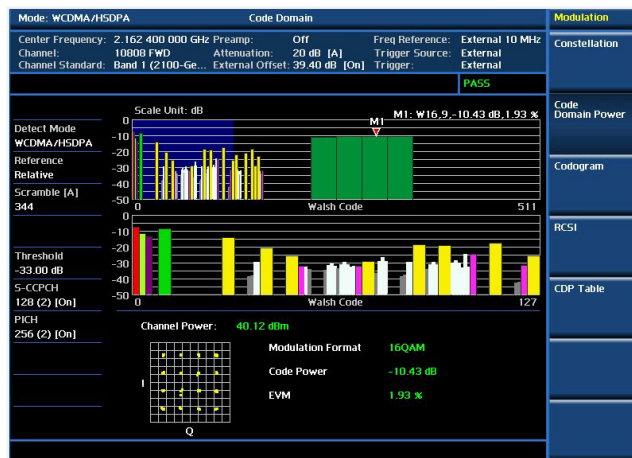 Mode: WCDMA/HSDPA Code Domain Modulation
Center Frequency: 2.162 400 000 GHz Preamp: Off Freq Reference: External 10 MHz
Channel: 10808 FWD Attenuation: 20 dB [A] Trigger Source: External
Channel Standard: Band 1 (2100-Ge... External Offset: 39.40 dB [On] Trigger: External
Constellation
PASS
Scale Unit: dB
M1: W16,9,-10.43 dB,1.93 %
M1
Code
Domain Power
0
-10
-20
-30
-40
-50
0 Walsh Code 511
Detect Mode
WCDMA/HSDPA
Reference
Relative
Scramble [A]
344
Codogram
0
-10
-20
-30
-40
-50
0 Walsh Code 127
RCSI
Threshold
-33.00 dB
S-CCPCH
128 (2) [On]
PICH
256 (2) [On]
CDP Table
Channel Power: 40.12 dBm
Modulation Format 16QAM
Code Power -10.43 dB
EVM 1.93 %
I
Q